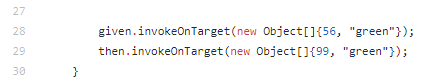 27
28 given.invokeOnTarget(new Object[]{56, "green"});
29 then.invokeOnTarget(new Object[]{99, "green"});
30 }